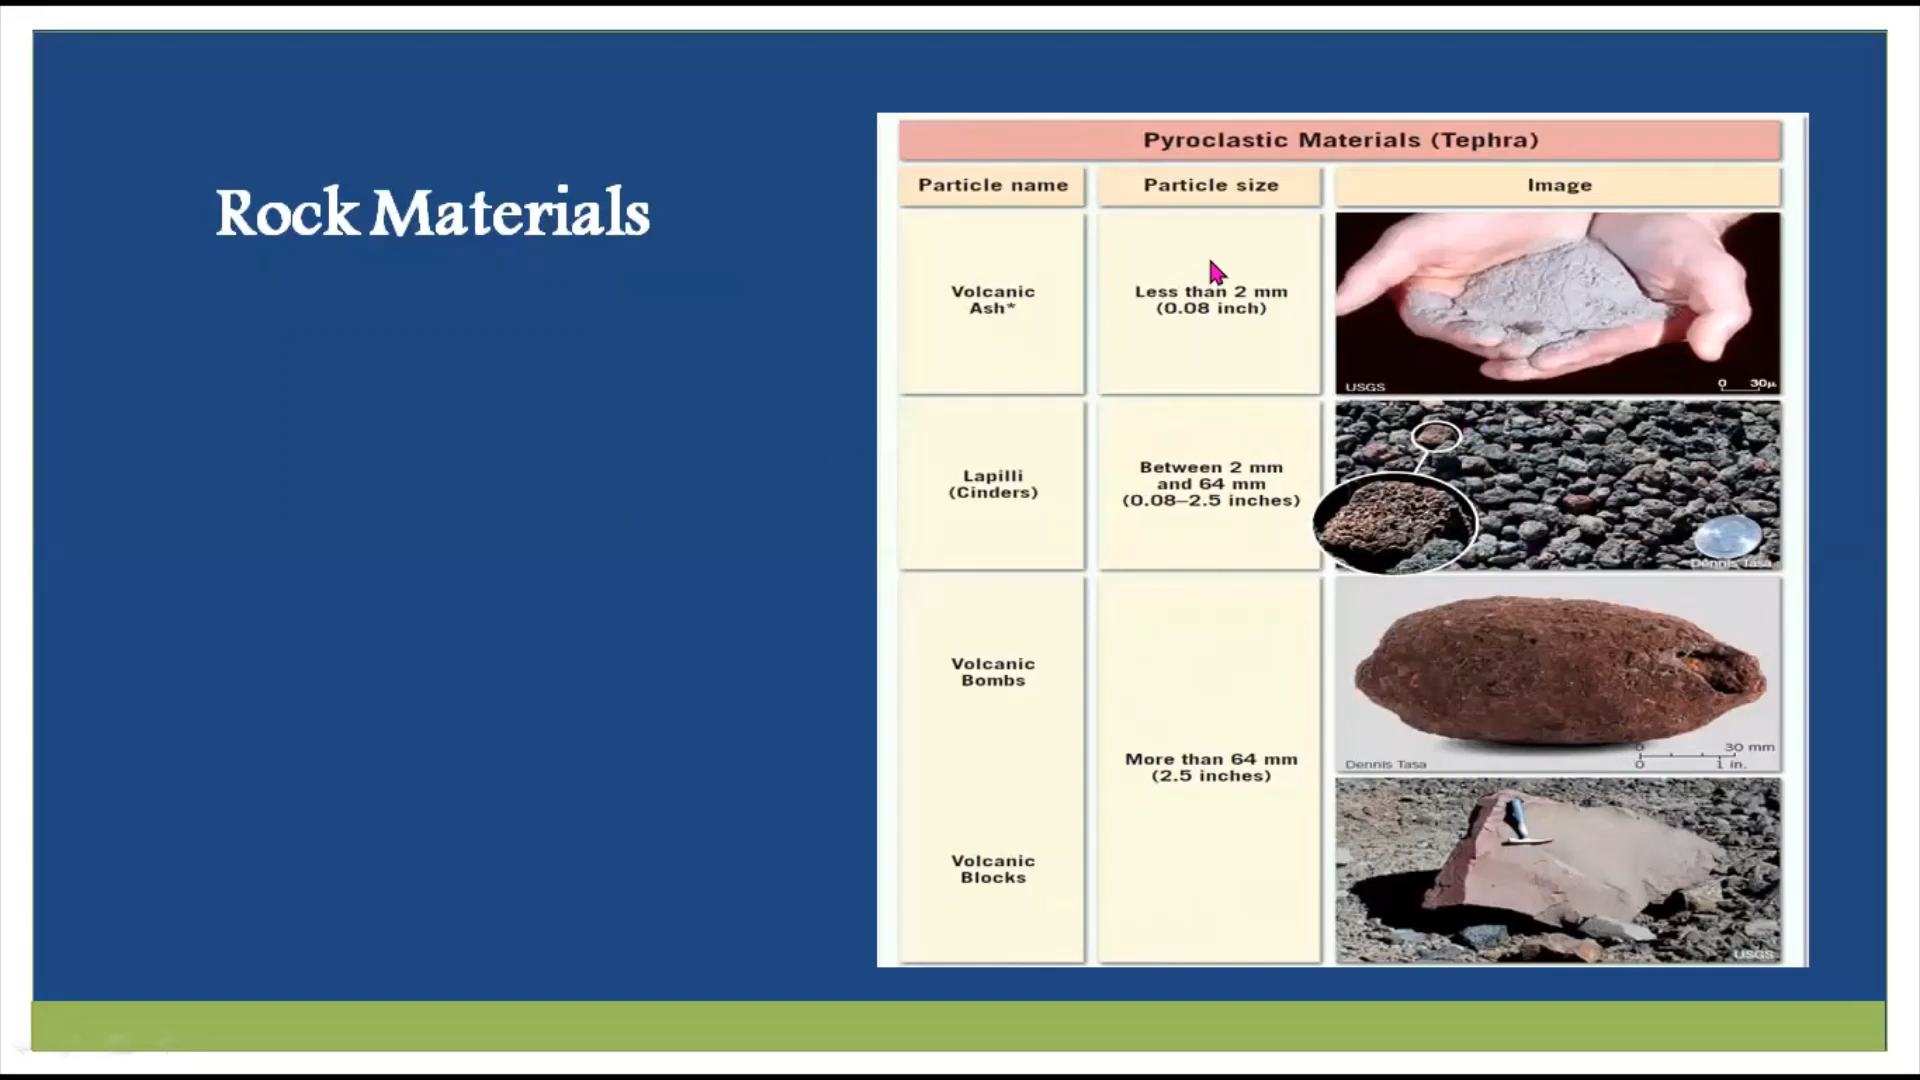 Rock Materials
Pyroclastic Materials (Tephra)
Particle name
Particle size
Image
Volcanic
Ash*
Less than 2 mm
(0.08 inch)
USGS
0 30µ
Lapilli
(Cinders)
Between 2 mm
and 64 mm
(0.08–2.5 inches)
Dennis Tasa
Volcanic
Bombs
More than 64 mm
(2.5 inches)
0 30 mm
0 1 in.
Dennis Tasa
Volcanic
Blocks
USGS